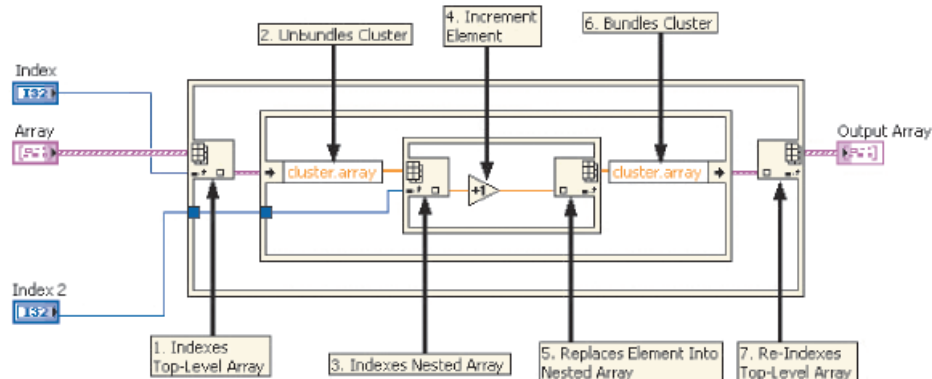 4. Increment
Element
6. Bundles Cluster
2. Unbundles Cluster
Index
I32
Array
Output Array
cluster.array
+1
cluster.array
Index 2
I32
1. Indexes
Top-Level Array
3. Indexes Nested Array
5. Replaces Element Into
Nested Array
7. Re-Indexes
Top-Level Array